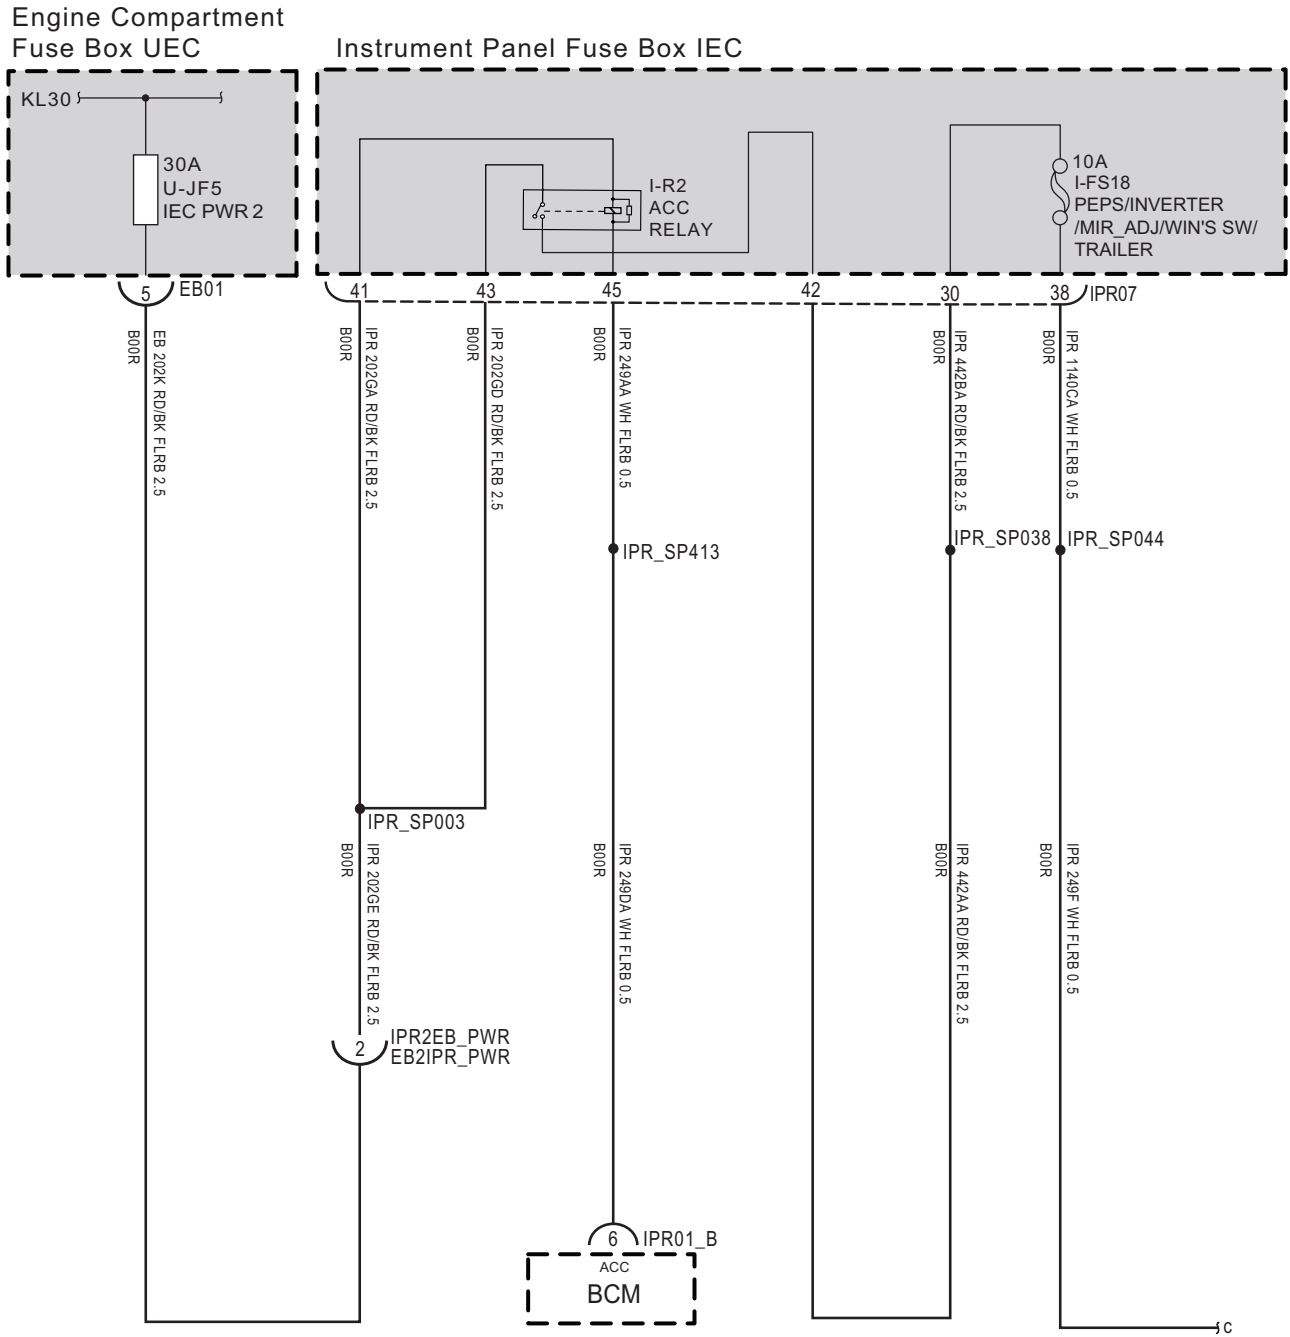 Engine Compartment
Fuse Box UEC
Instrument Panel Fuse Box IEC
KL30
30A
U-JF5
IEC PWR 2
I-R2
ACC
RELAY
10A
I-FS18
PEPS/INVERTER
/MIR_ADJ/WIN'S SW/
TRAILER
5
EB01
41
43
45
42
30
38
IPR07
EB 202K RD/BK FLRB 2.5
B00R
IPR 202GA RD/BK FLRB 2.5
B00R
IPR 202GD RD/BK FLRB 2.5
B00R
IPR 249AA WH FLRB 0.5
B00R
IPR 442BA RD/BK FLRB 2.5
B00R
IPR 1140CA WH FLRB 0.5
B00R
IPR_SP413
IPR_SP038
IPR_SP044
IPR_SP003
IPR 202GE RD/BK FLRB 2.5
B00R
IPR 249DA WH FLRB 0.5
B00R
IPR 442AA RD/BK FLRB 2.5
B00R
IPR 249F WH FLRB 0.5
B00R
2
IPR2EB_PWR
EB2IPR_PWR
6
IPR01_B
ACC
BCM
C